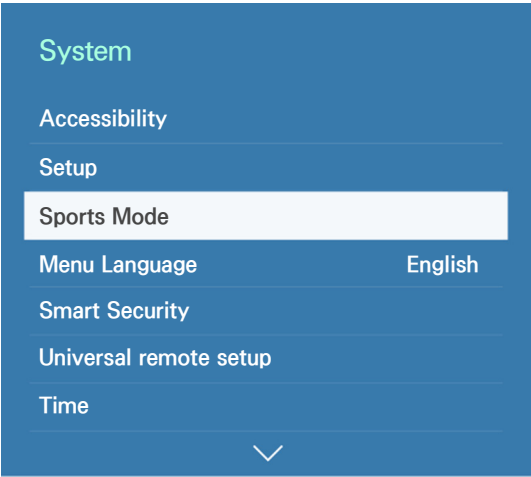 System
Accessibility
Setup
Sports Mode
Menu Language English
Smart Security
Universal remote setup
Time